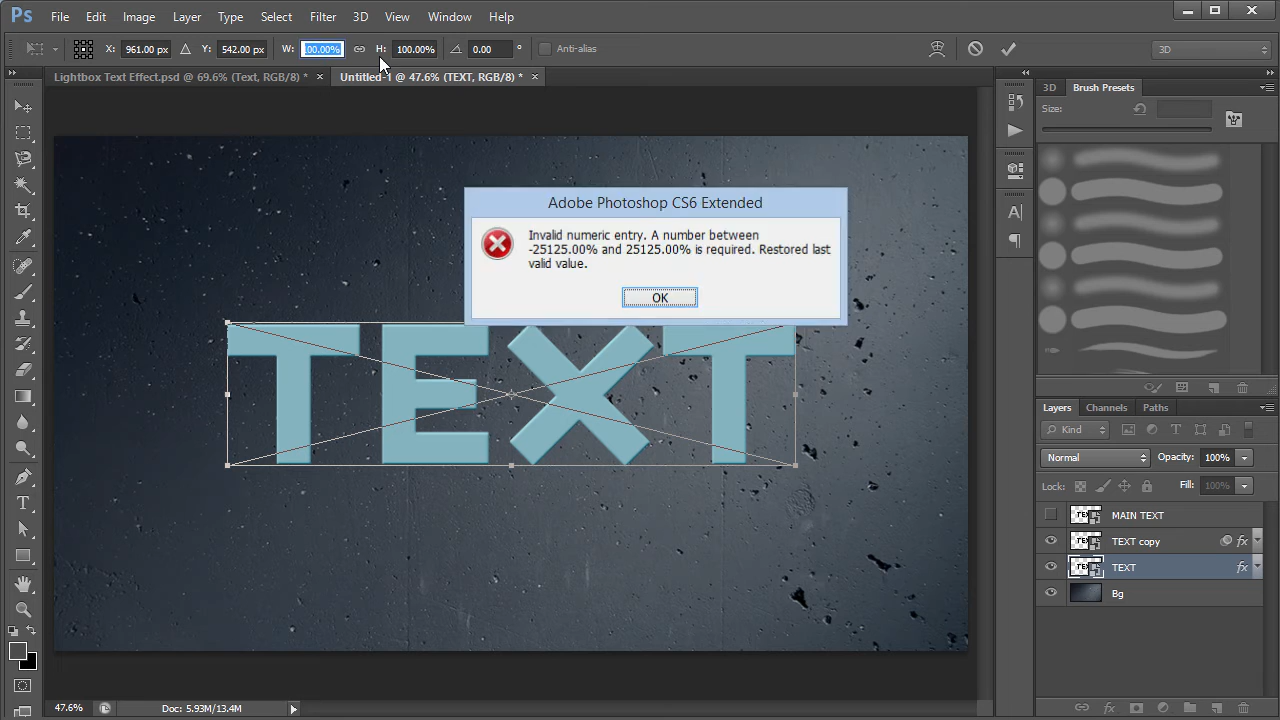 Ps File Edit Image Layer Type Select Filter 3D View Window Help
X: 961.00 px Y: 542.00 px W: 100.00% H: 100.00% 0.00 ° Anti-alias 3D
Lightbox Text Effect.psd @ 69.6% (Text, RGB/8) * × Untitled-1 @ 47.6% (TEXT, RGB/8) * ×
3D Brush Presets
Size:
Adobe Photoshop CS6 Extended
Invalid numeric entry. A number between
-25125.00% and 25125.00% is required. Restored last
valid value.
OK
TEXT
Layers Channels Paths
Kind
Normal Opacity: 100%
Lock: Fill: 100%
MAIN TEXT
TEXT copy fx
TEXT fx
Bg
47.6% Doc: 5.93M/13.4M